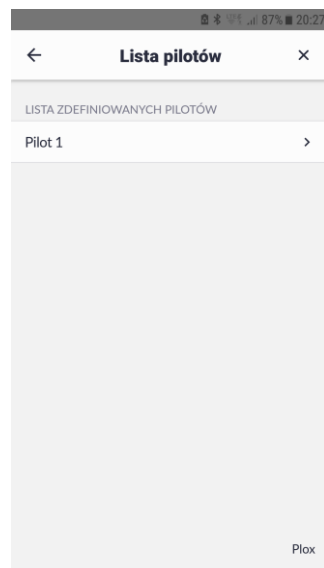 87% 20:27
Lista pilotów
LISTA ZDEFINIOWANYCH PILOTÓW
Pilot 1
Plox